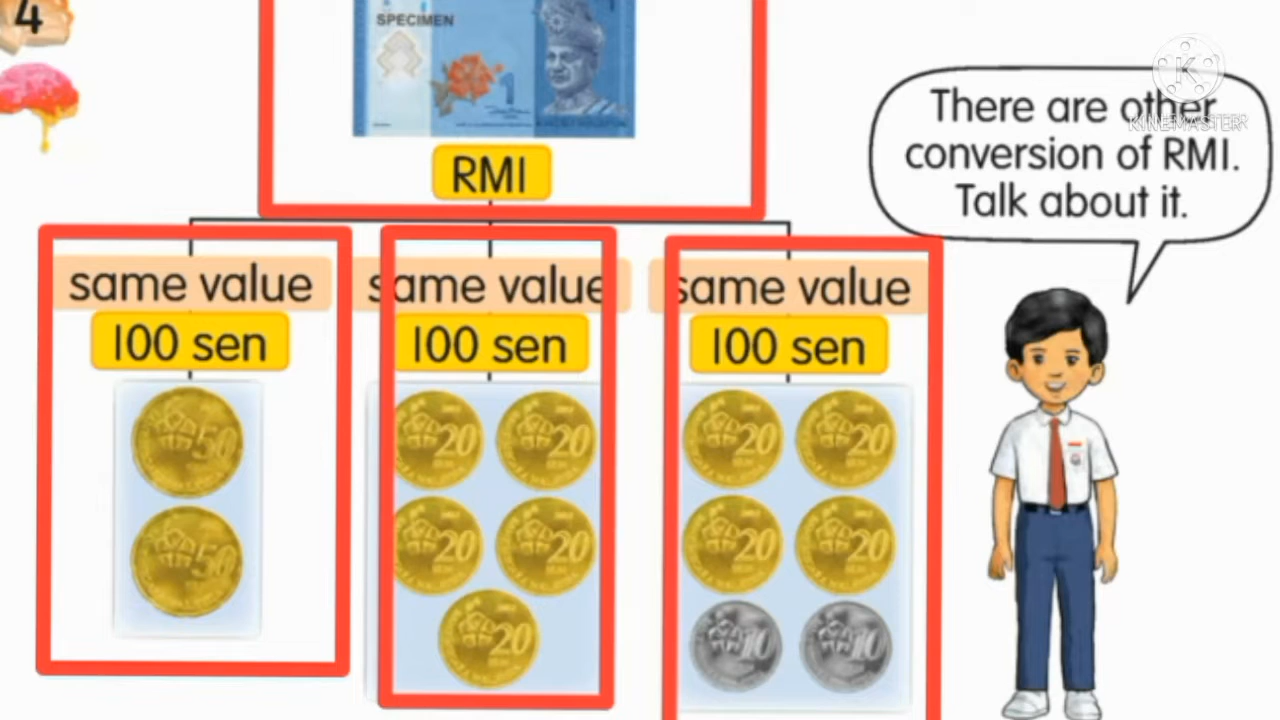 4
SPECIMEN
1
RM1
There are other
conversion of RM1.
Talk about it.
K
KINEMASTER
same value
same value
same value
100 sen
100 sen
100 sen
50
50
20
20
20
20
20
20
20
20
20
10
10